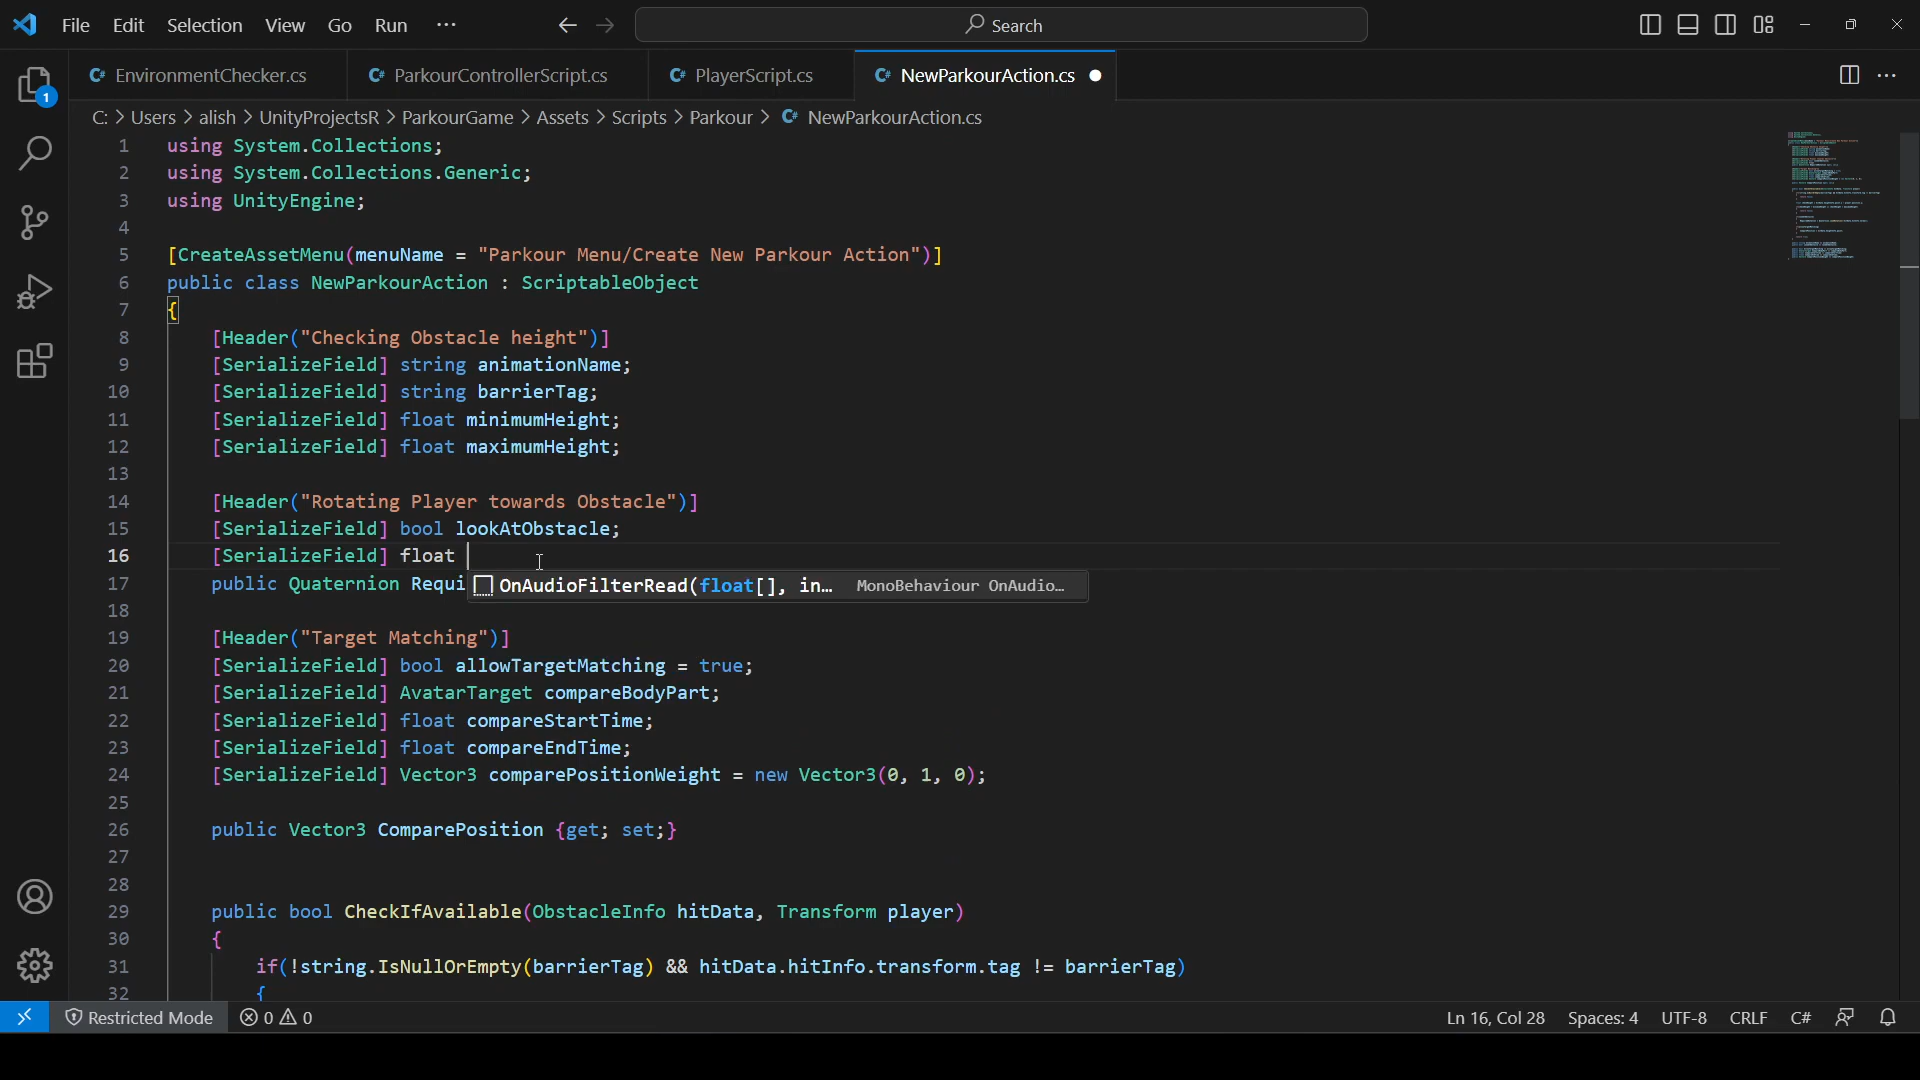 File Edit Selection View Go Run ··· Search
EnvironmentChecker.cs ParkourControllerScript.cs PlayerScript.cs NewParkourAction.cs
C: > Users > alish > UnityProjectsR > ParkourGame > Assets > Scripts > Parkour > NewParkourAction.cs
1 using System.Collections;
2 using System.Collections.Generic;
3 using UnityEngine;
4
5 [CreateAssetMenu(menuName = "Parkour Menu/Create New Parkour Action")]
6 public class NewParkourAction : ScriptableObject
7 {
8 [Header("Checking Obstacle height")]
9 [SerializeField] string animationName;
10 [SerializeField] string barrierTag;
11 [SerializeField] float minimumHeight;
12 [SerializeField] float maximumHeight;
13
14 [Header("Rotating Player towards Obstacle")]
15 [SerializeField] bool lookAtObstacle;
16 [SerializeField] float
17 public Quaternion Requi OnAudioFilterRead(float[], in… MonoBehaviour OnAudio…
18
19 [Header("Target Matching")]
20 [SerializeField] bool allowTargetMatching = true;
21 [SerializeField] AvatarTarget compareBodyPart;
22 [SerializeField] float compareStartTime;
23 [SerializeField] float compareEndTime;
24 [SerializeField] Vector3 comparePositionWeight = new Vector3(0, 1, 0);
25
26 public Vector3 ComparePosition {get; set;}
27
28
29 public bool CheckIfAvailable(ObstacleInfo hitData, Transform player)
30 {
31 if(!string.IsNullOrEmpty(barrierTag) && hitData.hitInfo.transform.tag != barrierTag)
32 {
Restricted Mode 0 0 Ln 16, Col 28 Spaces: 4 UTF-8 CRLF C#
1